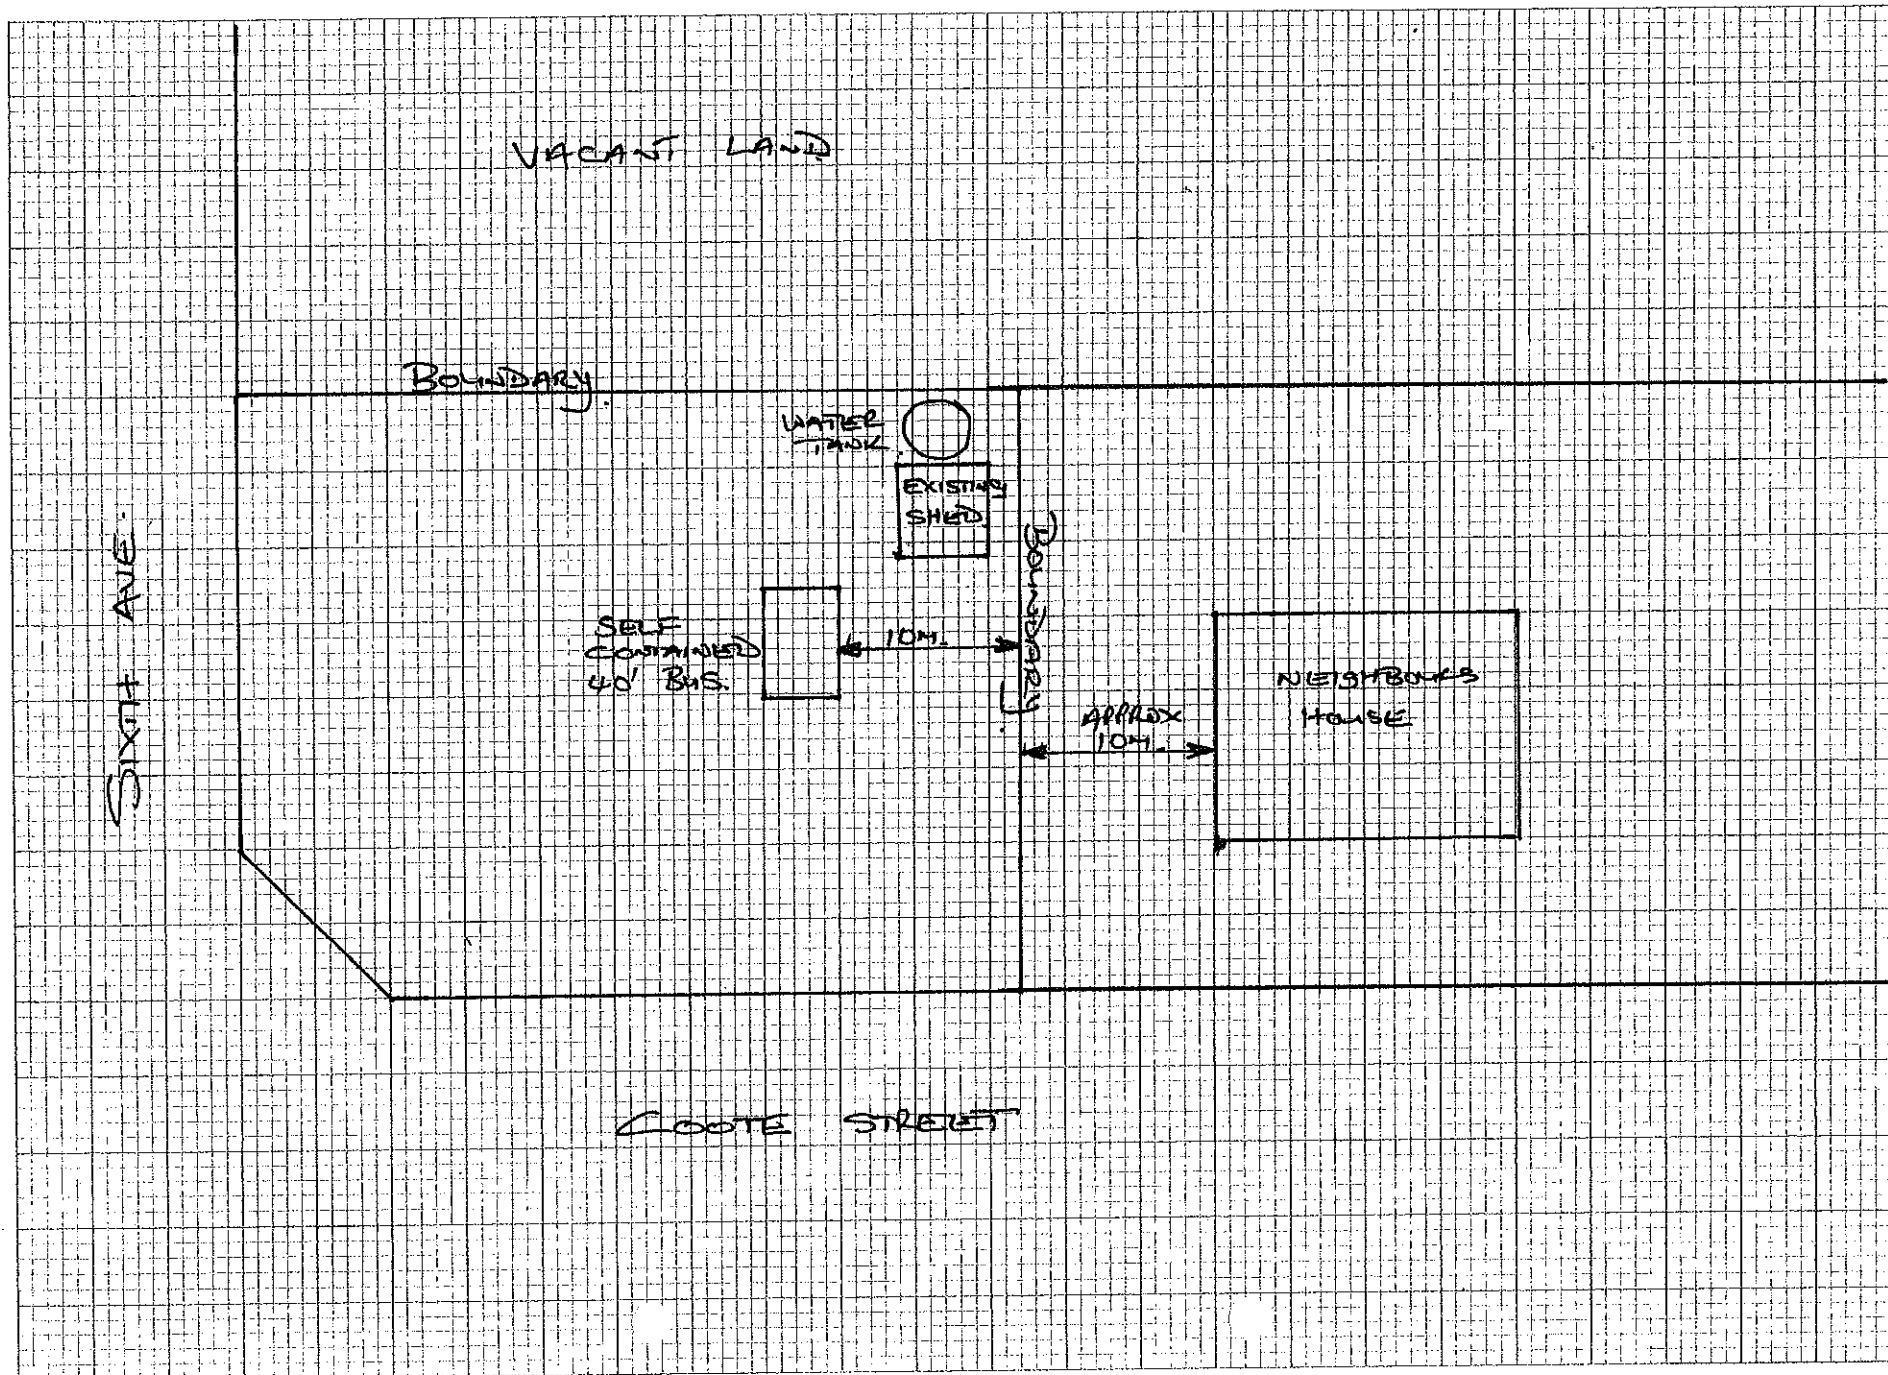 VACANT LAND
BOUNDARY.
WATER
TANK
EXISTING
SHED
BOUNDARY
SIXTH AVE.
SELF
CONTAINED
40' BUS.
10M.
NEIGHBOURS
HOUSE
APPROX
10M.
COOTE STREET